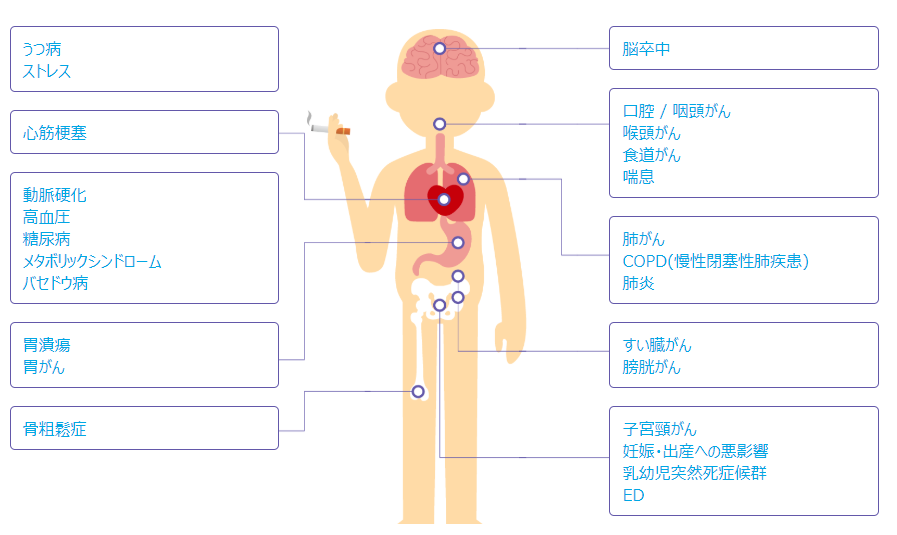 うつ病
ストレス
心筋梗塞
動脈硬化
高血圧
糖尿病
メタボリックシンドローム
バセドウ病
胃潰瘍
胃がん
骨粗鬆症
脳卒中
口腔 / 咽頭がん
喉頭がん
食道がん
喘息
肺がん
COPD(慢性閉塞性肺疾患)
肺炎
すい臓がん
膀胱がん
子宮頸がん
妊娠・出産への悪影響
乳幼児突然死症候群
ED